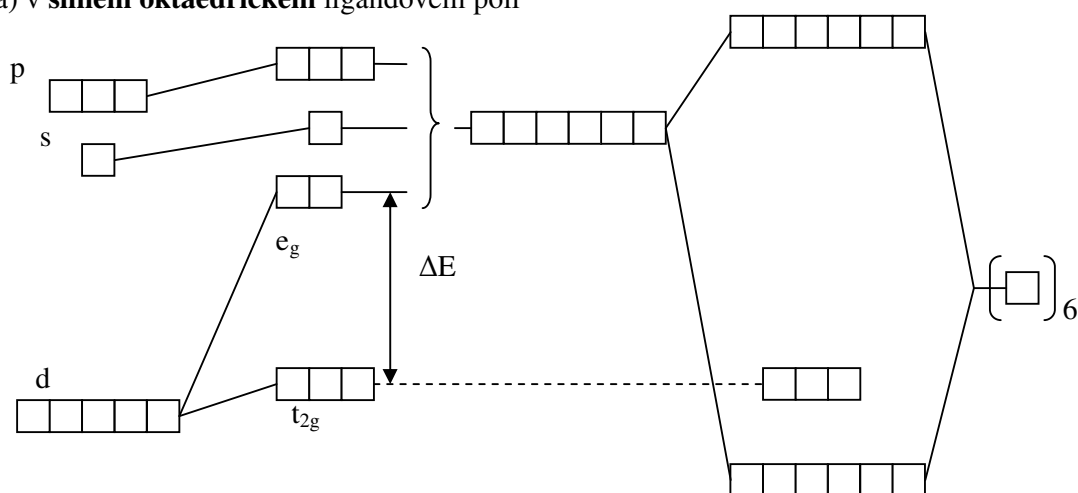 a) v silném oktaedrickém ligandovém poli
p
s
e_g
ΔE
6
d
t_2g